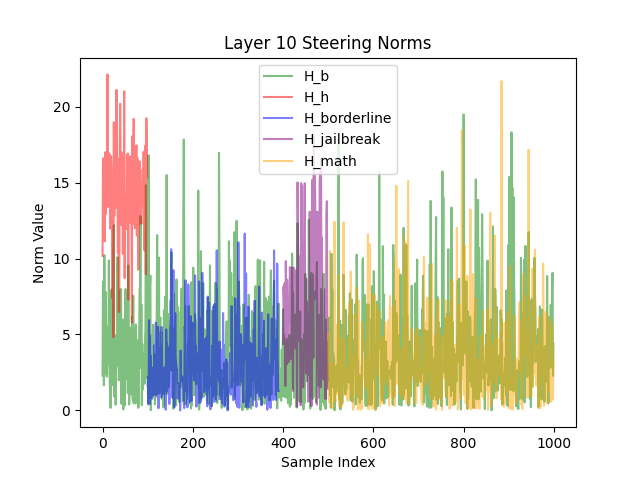 Layer 10 Steering Norms
H_b
H_h
H_borderline
H_jailbreak
H_math
Norm Value
20
15
10
5
0
0
200
400
600
800
1000
Sample Index